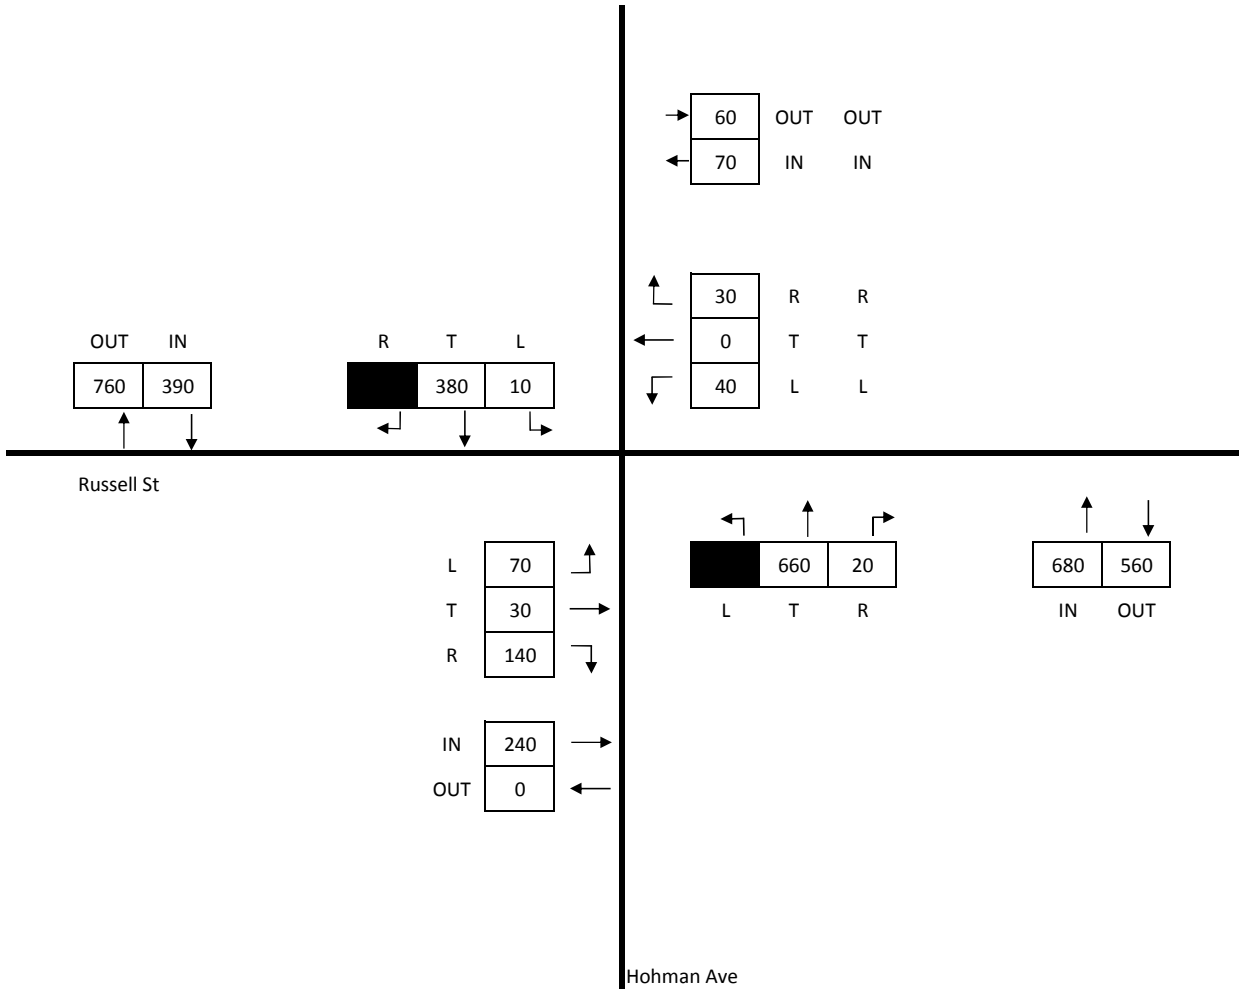 60 OUT OUT
70 IN IN
30 R R
0 T T
40 L L
OUT IN
760 390
R T L
380 10
Russell St
L 70
T 30
R 140
IN 240
OUT 0
660 20
L T R
680 560
IN OUT
Hohman Ave